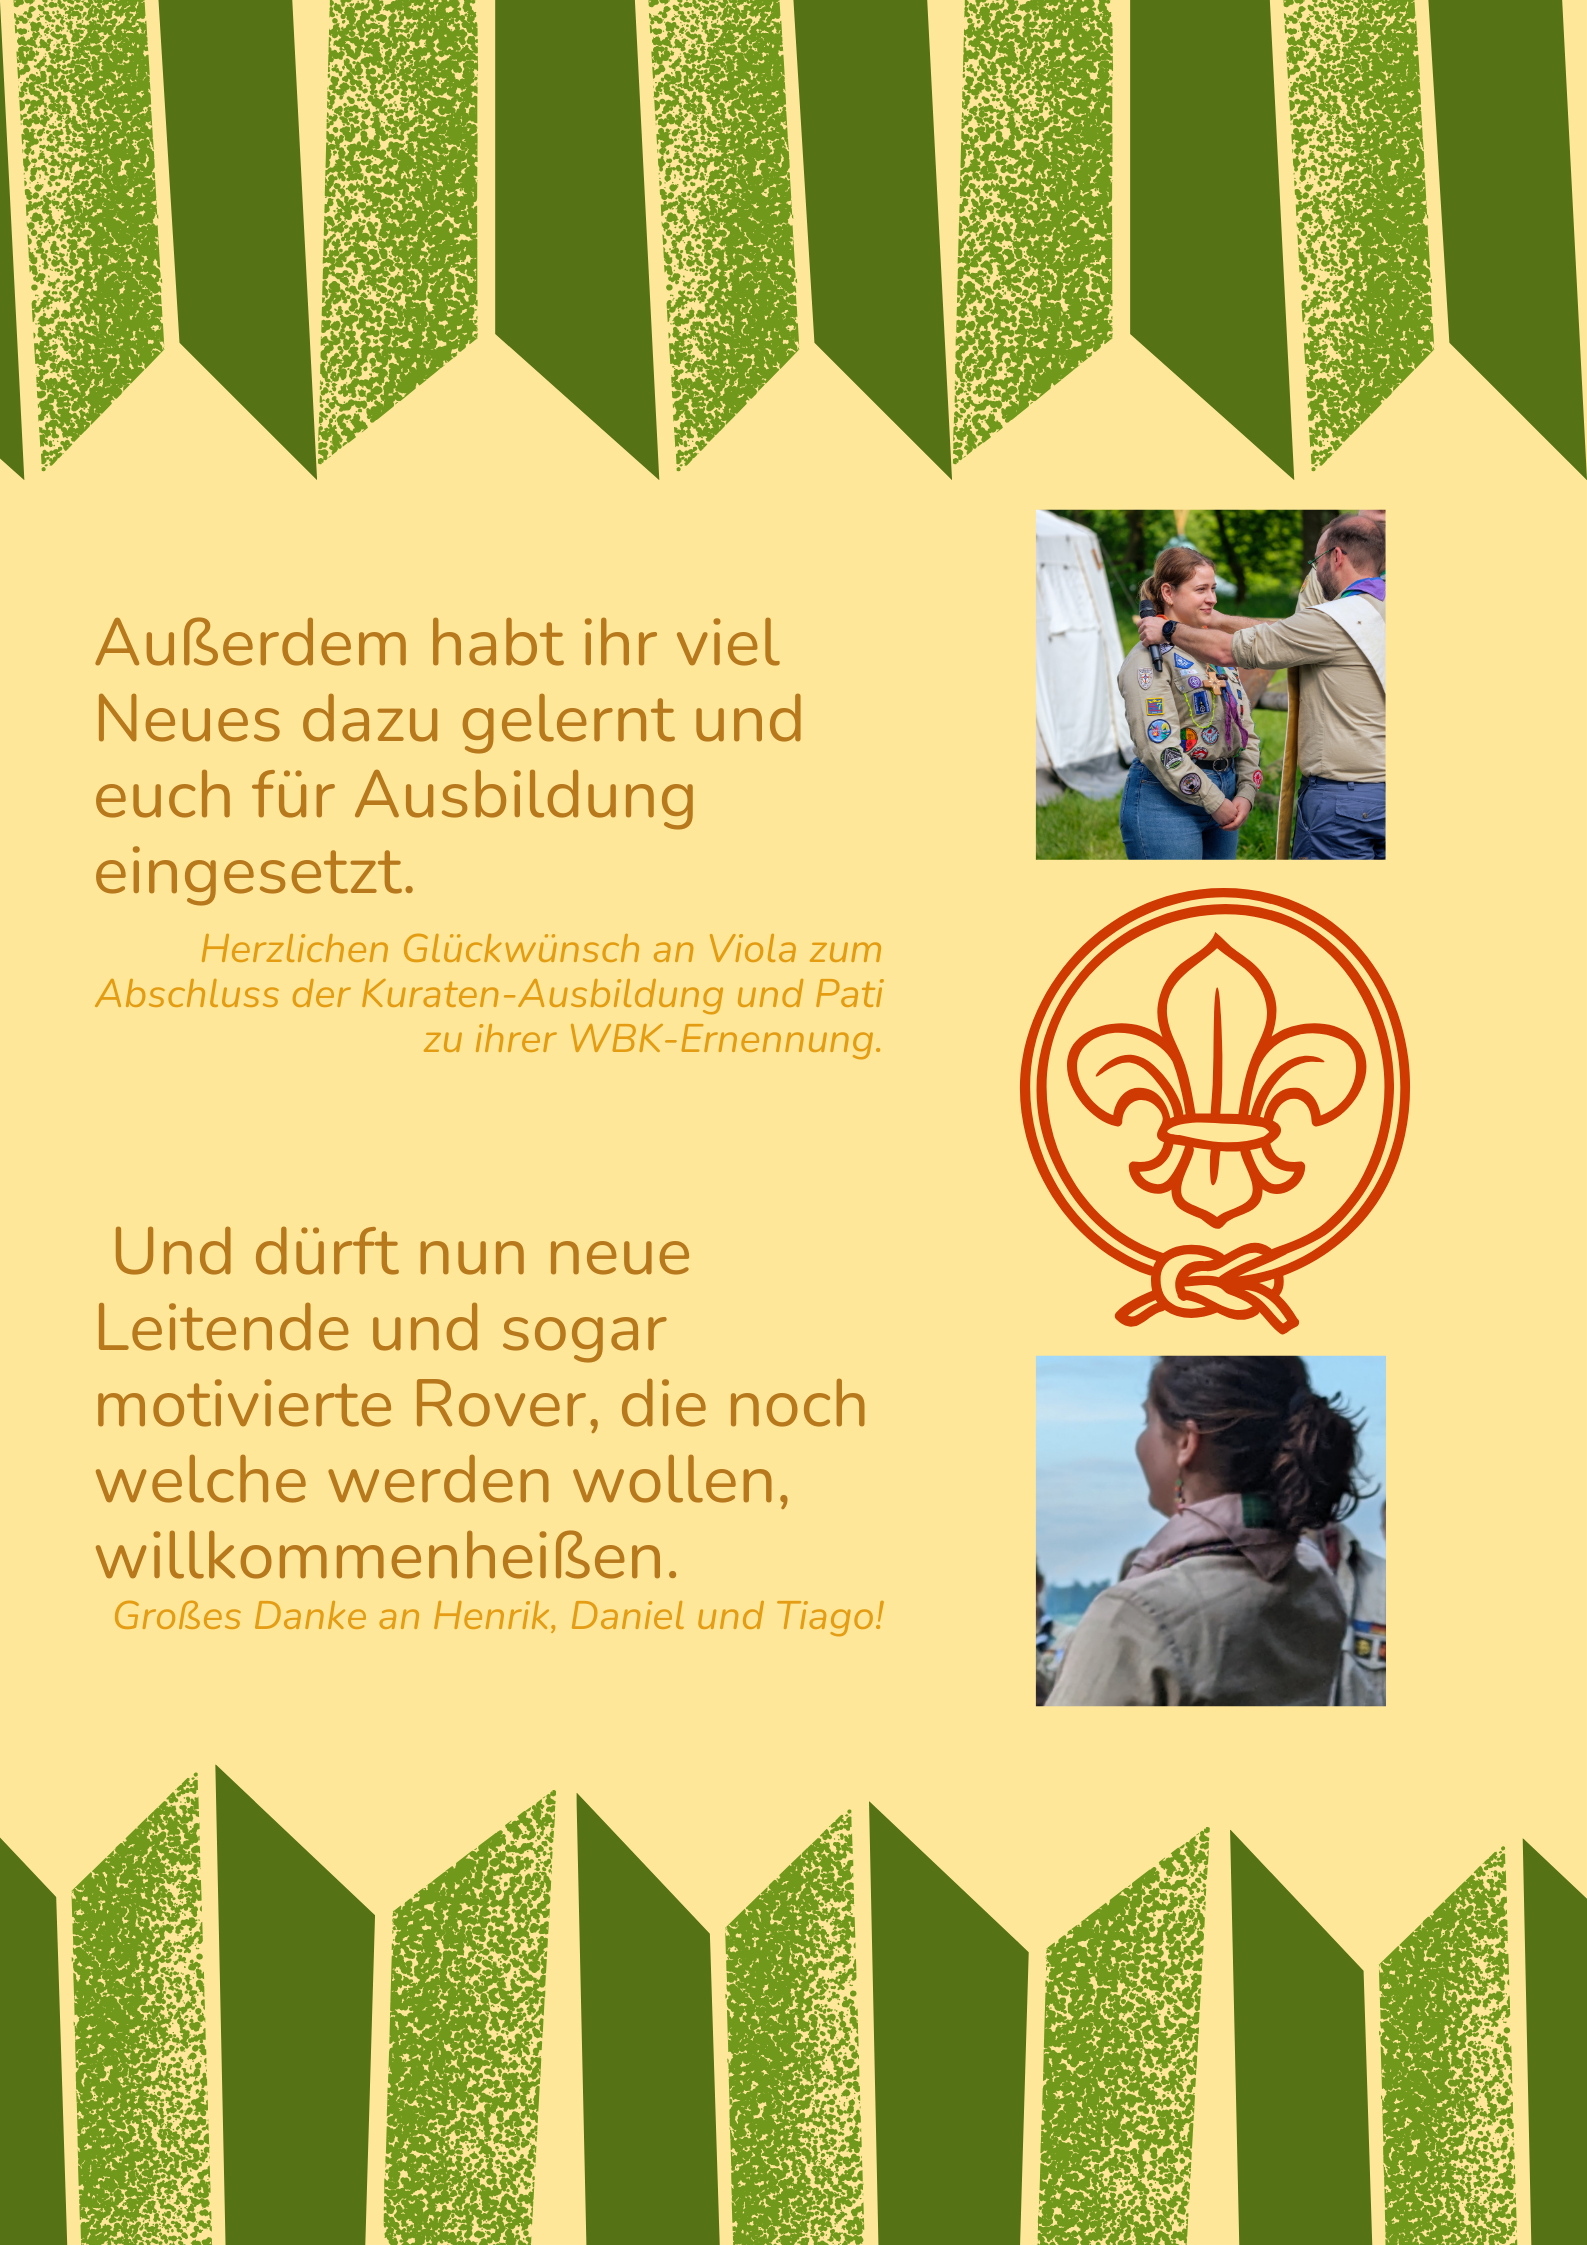 Außerdem habt ihr viel
Neues dazu gelernt und
euch für Ausbildung
eingesetzt.
Herzlichen Glückwünsch an Viola zum
Abschluss der Kuraten-Ausbildung und Pati
zu ihrer WBK-Ernennung.
Und dürft nun neue
Leitende und sogar
motivierte Rover, die noch
welche werden wollen,
willkommenheißen.
Großes Danke an Henrik, Daniel und Tiago!